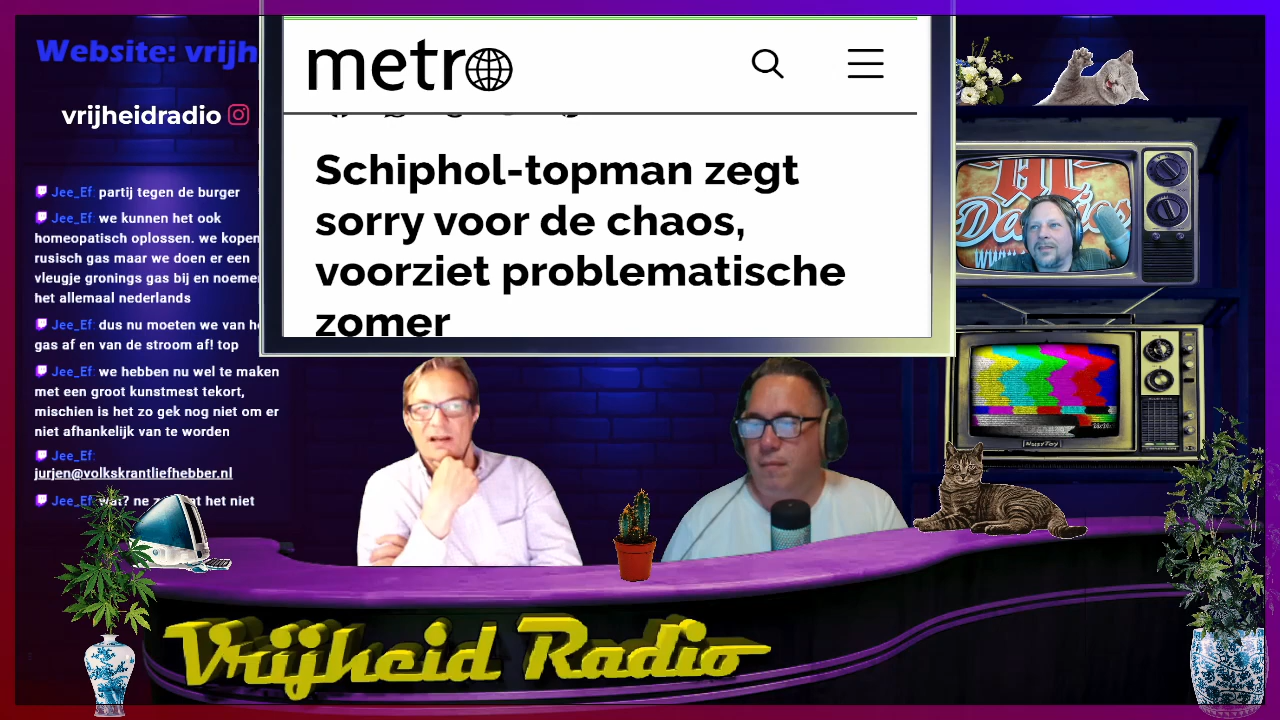 Website: vrijh
vrijheidradio
Jee_Ef: partij tegen de burger
Jee_Ef: we kunnen het ook
homeopatisch oplossen. we kopen
rusisch gas maar we doen er een
vleugje gronings gas bij en noemen
het allemaal nederlands
Jee_Ef: dus nu moeten we van h
gas af en van de stroom af! top
Jee_Ef: we hebben nu wel te maken
met een groot kunstmest tekort,
mischien is het zo gek nog niet om er
niet afhankelijk van te worden
Jee_Ef:
jurjen@volkskrantliefhebber.nl
Jee_Ef: wat? ne at het niet
metro
Schiphol-topman zegt
sorry voor de chaos,
voorziet problematische
zomer
Vrijheid Radio